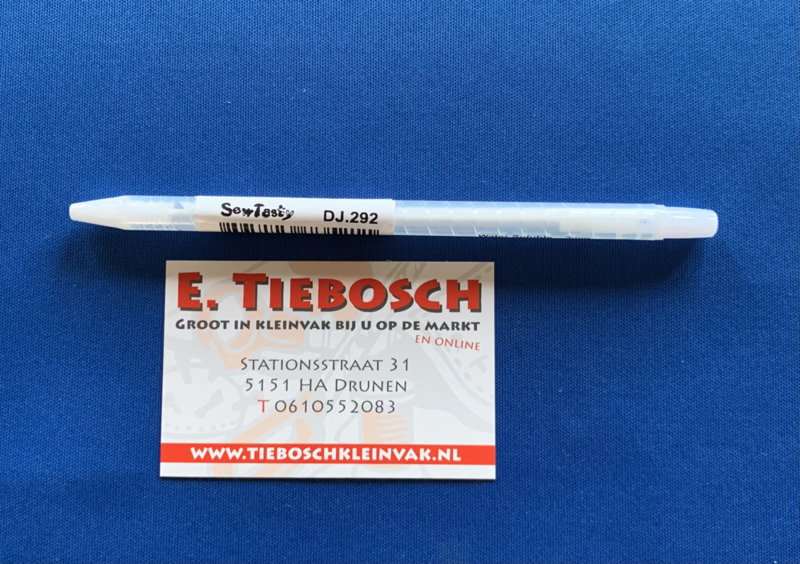 SewTasty DJ.292
E. TIEBOSCH
GROOT IN KLEINVAK BIJ U OP DE MARKT
EN ONLINE
STATIONSSTRAAT 31
5151 HA DRUNEN
T 0610552083
WWW.TIEBOSCHKLEINVAK.NL